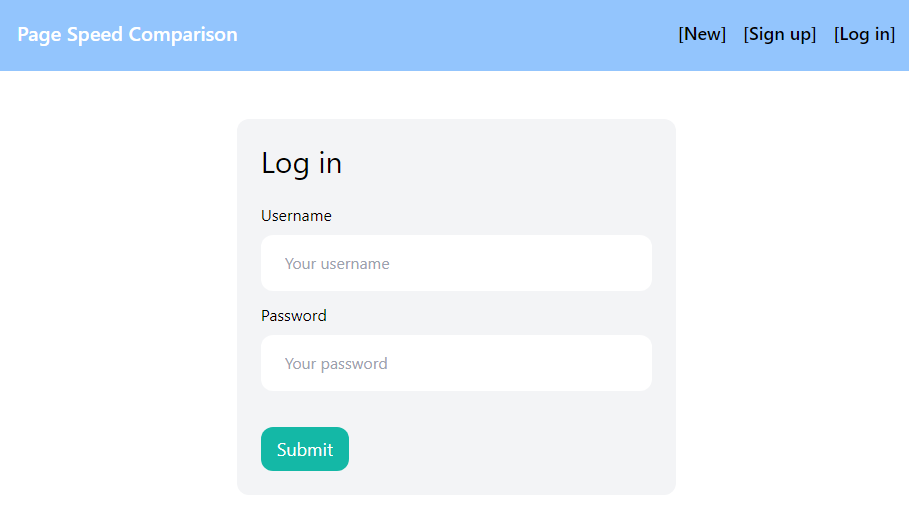 Page Speed Comparison [New] [Sign up] [Log in]
Log in
Username
Your username
Password
Your password
Submit